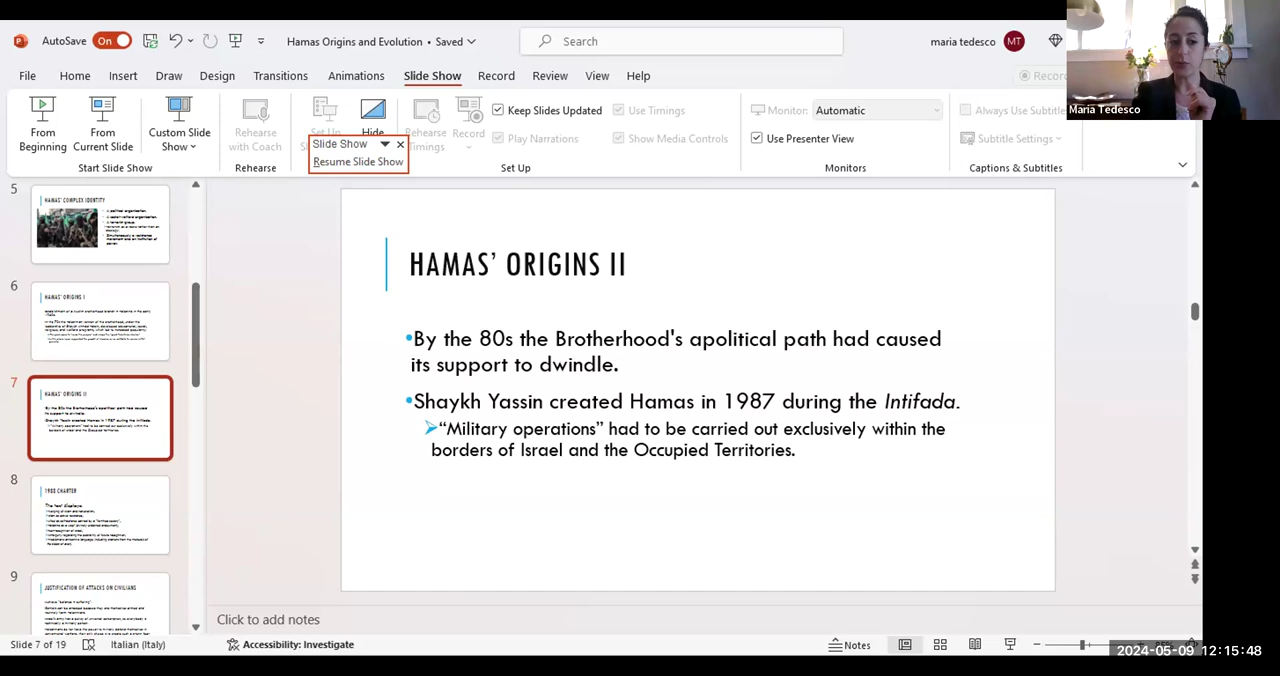 AutoSave On Hamas Origins and Evolution • Saved Search maria tedesco MT
Maria Tedesco
File Home Insert Draw Design Transitions Animations Slide Show Record Review View Help Record
From Beginning
From Current Slide
Custom Slide Show
Start Slide Show
Rehearse with Coach
Rehearse
Set Up
Hide
Slide Show
Resume Slide Show
Rehearse Timings
Record
Keep Slides Updated
Play Narrations
Use Timings
Show Media Controls
Set Up
Monitor: Automatic
Use Presenter View
Monitors
Always Use Subtitles
Subtitle Settings
Captions & Subtitles
5
HAMAS' COMPLEX IDENTITY
6
HAMAS' ORIGINS I
7
HAMAS' ORIGINS II
8
1988 CHARTER
The text displays:
9
JUSTIFICATION OF ATTACKS ON CIVILIANS
HAMAS' ORIGINS II
•By the 80s the Brotherhood's apolitical path had caused
its support to dwindle.
•Shaykh Yassin created Hamas in 1987 during the Intifada.
➢“Military operations” had to be carried out exclusively within the
borders of Israel and the Occupied Territories.
Click to add notes
Slide 7 of 19 Italian (Italy) Accessibility: Investigate Notes
2024-05-09 12:15:48